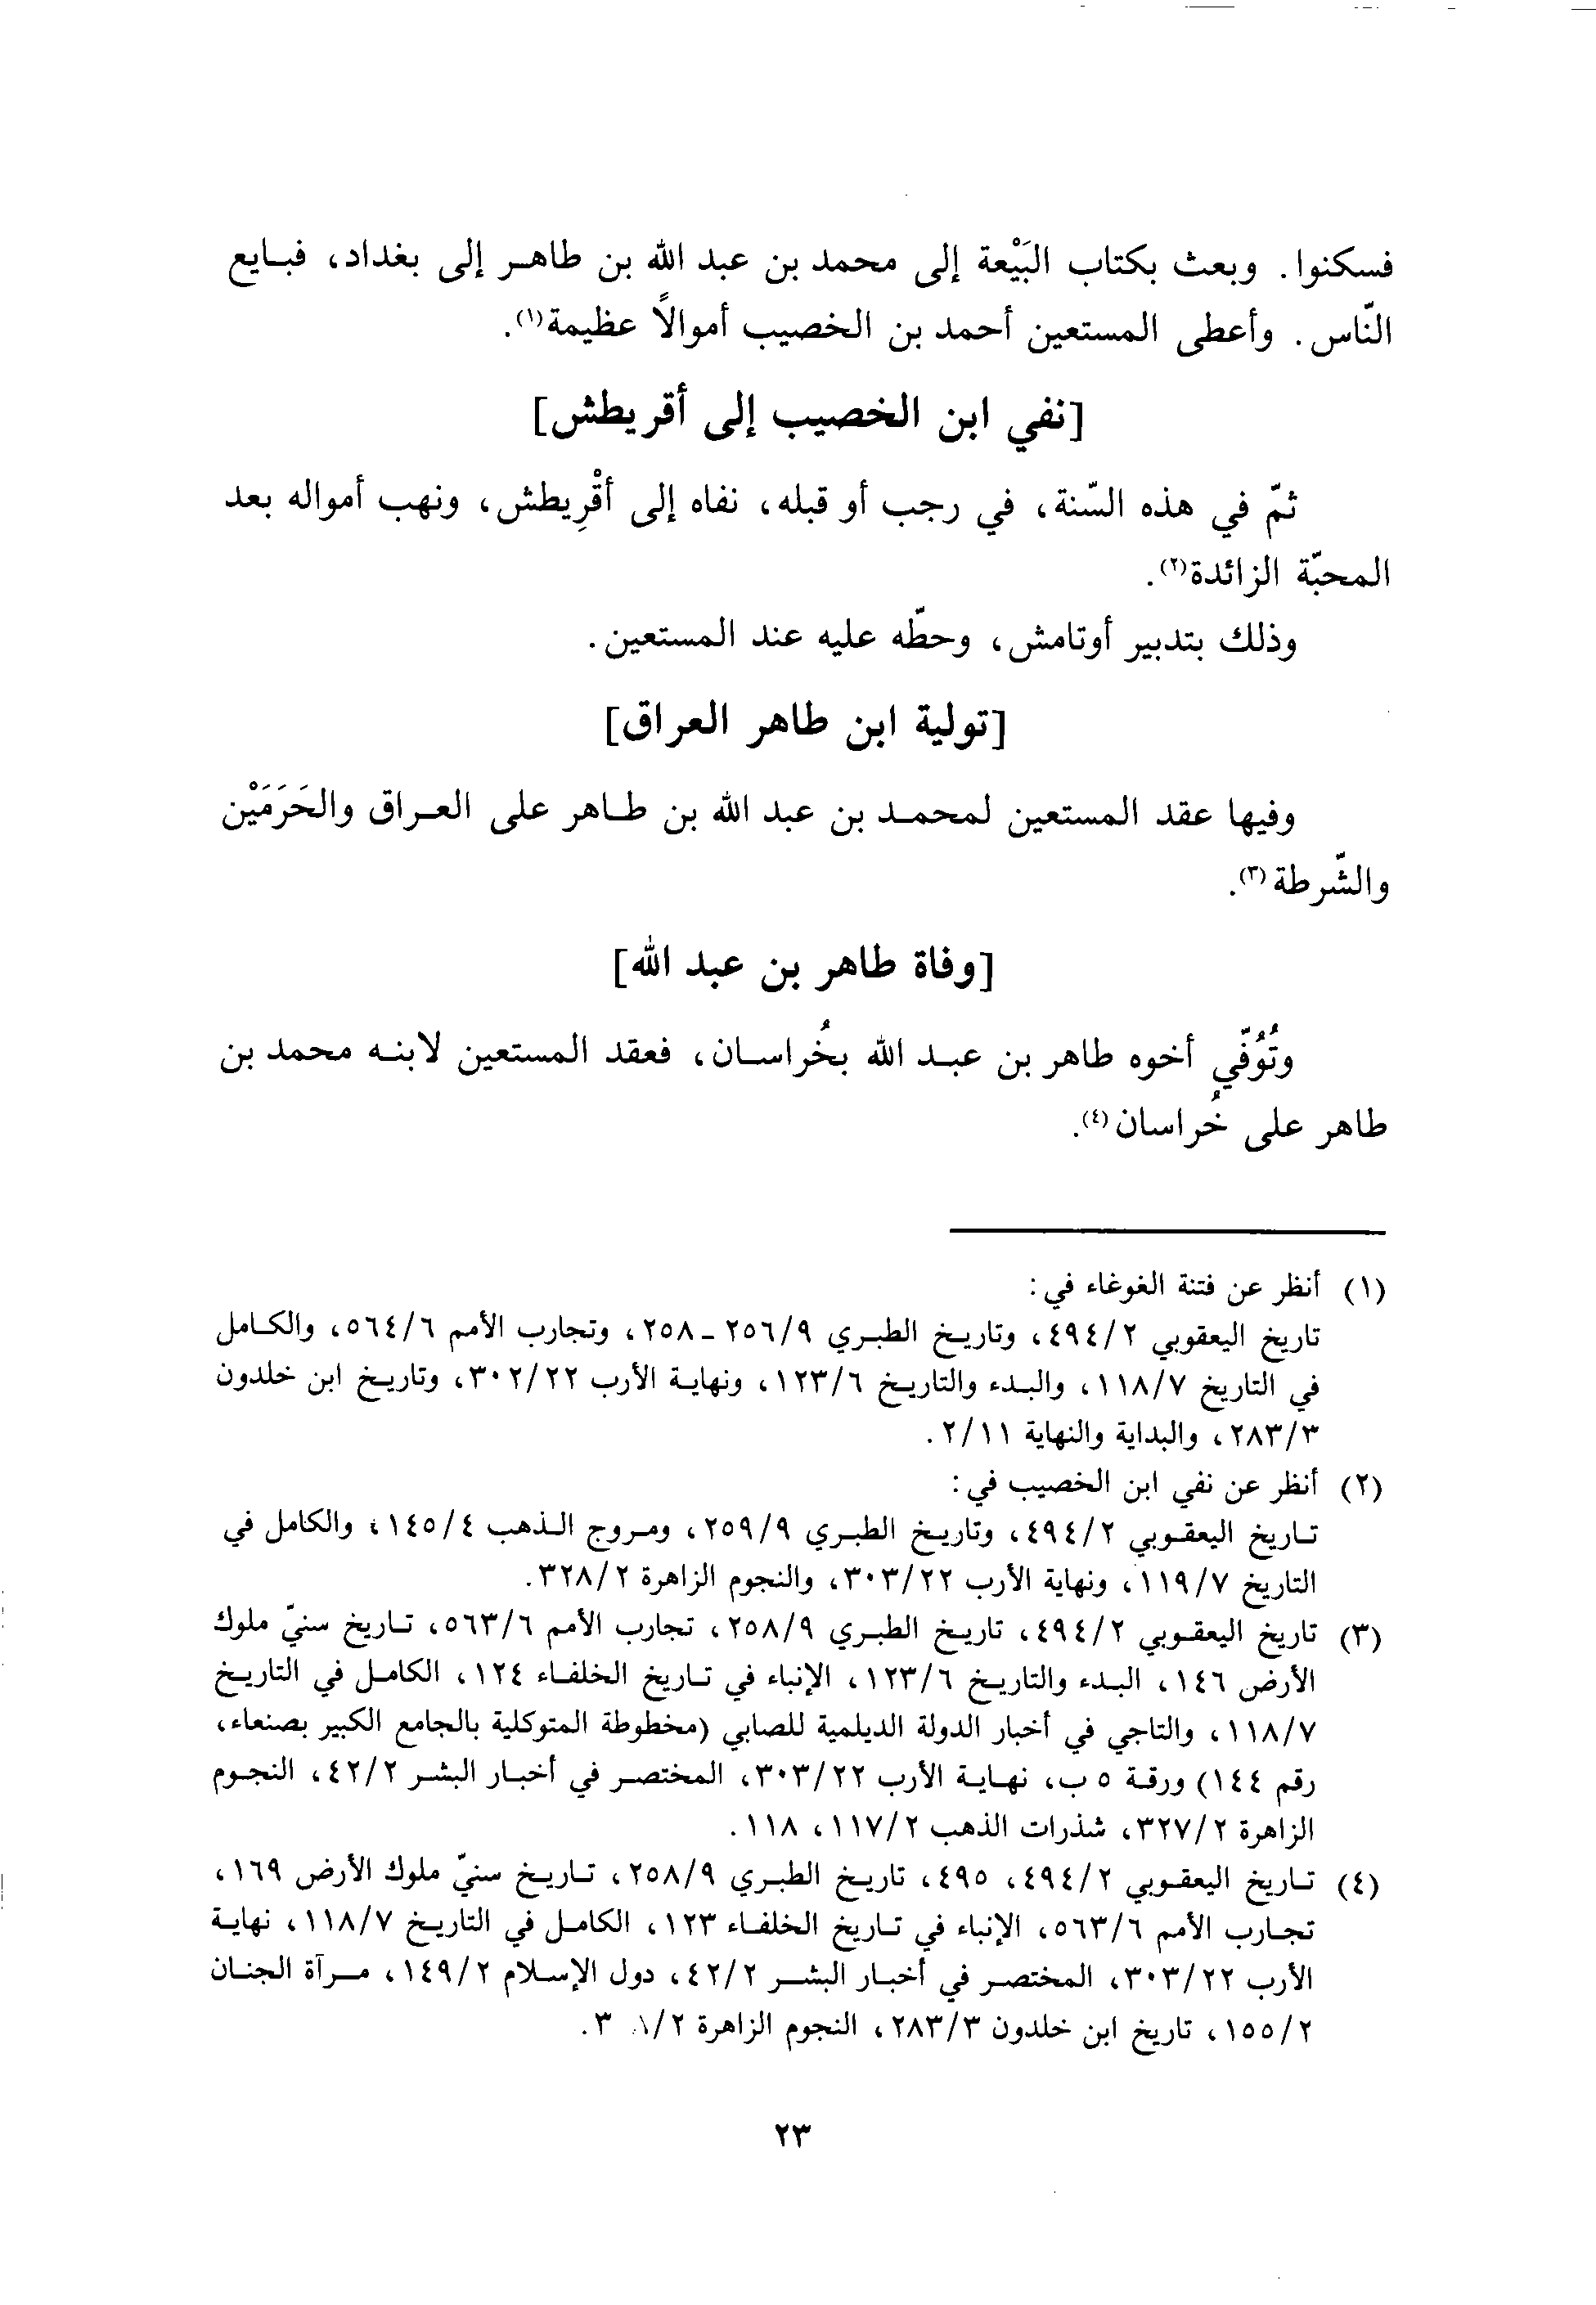 فسكنوا. وبعث بكتاب البَيْعة إلى محمد بن عبد الله بن طاهر إلى بغداد، فبايع
النّاس. وأعطى المستعين أحمد بن الخصيب أموالاً عظيمة(١).
[نفي ابن الخصيب إلى أقريطش]
ثمّ في هذه السّنة، في رجب أو قبله، نفاه إلى أقْرِيطش، ونهب أمواله بعد
المحبّة الزائدة(٢).
وذلك بتدبير أوتامش، وحطّه عليه عند المستعين.
[تولية ابن طاهر العراق]
وفيها عقد المستعين لمحمد بن عبد الله بن طاهر على العراق والحَرَمَيْن
والشّرطة(٣).
[وفاة طاهر بن عبد الله]
وتُوُفّي أخوه طاهر بن عبد الله بخُراسان، فعقد المستعين لابنه محمد بن
طاهر على خُراسان(٤).
(١) أنظر عن فتنة الغوغاء في:
تاريخ اليعقوبي ٤٩٤/٢، وتاريخ الطبري ٢٥٦/٩ - ٢٥٨، وتجارب الأمم ٥٦٤/٦، والكامل
في التاريخ ١١٨/٧، والبدء والتاريخ ١٢٣/٦، ونهاية الأرب ٣٠٢/٢٢، وتاريخ ابن خلدون
٢٨٣/٣، والبداية والنهاية ٢/١١.
(٢) أنظر عن نفي ابن الخصيب في:
تاريخ اليعقوبي ٤٩٤/٢، وتاريخ الطبري ٢٥٩/٩، ومروج الذهب ١٤٥/٤، والكامل في
التاريخ ١١٩/٧، ونهاية الأرب ٣٠٣/٢٢، والنجوم الزاهرة ٣٢٨/٢.
(٣) تاريخ اليعقوبي ٤٩٤/٢، تاريخ الطبري ٢٥٨/٩، تجارب الأمم ٥٦٣/٦، تاريخ سنيّ ملوك
الأرض ١٤٦، البدء والتاريخ ١٢٣/٦، الإنباء في تاريخ الخلفاء ١٢٤، الكامل في التاريخ
١١٨/٧، والتاجي في أخبار الدولة الديلمية للصابي (مخطوطة المتوكلية بالجامع الكبير بصنعاء،
رقم ١٤٤) ورقة ٥ ب، نهاية الأرب ٣٠٣/٢٢، المختصر في أخبار البشر ٤٢/٢، النجوم
الزاهرة ٣٢٧/٢، شذرات الذهب ١١٧/٢، ١١٨.
(٤) تاريخ اليعقوبي ٤٩٤/٢، ٤٩٥، تاريخ الطبري ٢٥٨/٩، تاريخ سنيّ ملوك الأرض ١٦٩،
تجارب الأمم ٥٦٣/٦، الإنباء في تاريخ الخلفاء ١٢٣، الكامل في التاريخ ١١٨/٧، نهاية
الأرب ٣٠٣/٢٢، المختصر في أخبار البشر ٤٢/٢، دول الإسلام ١٤٩/٢، مرآة الجنان
١٥٥/٢، تاريخ ابن خلدون ٢٨٣/٣، النجوم الزاهرة
٢٣